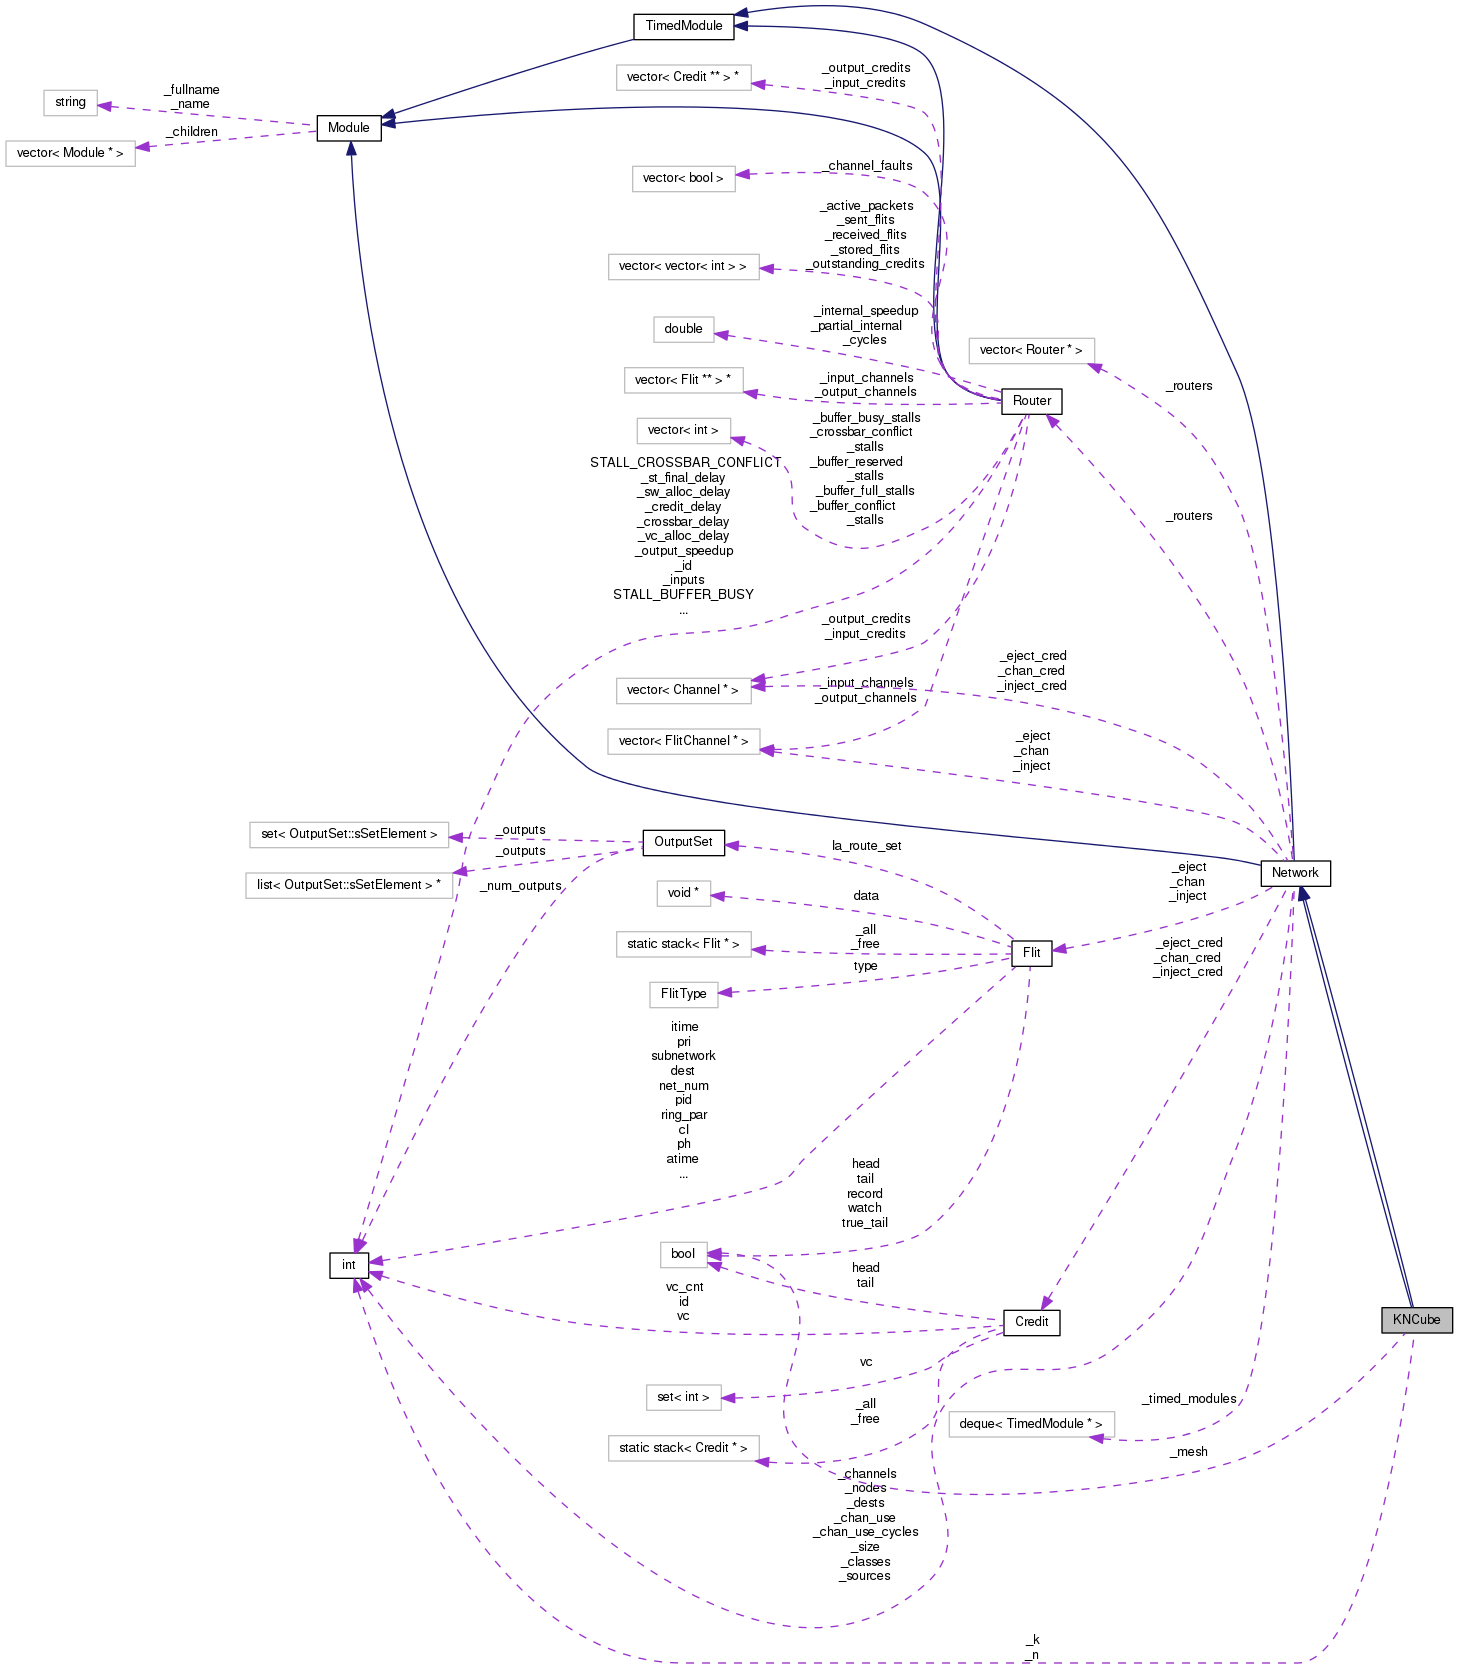 TimedModule
vector< Credit ** > *
_output_credits
_input_credits
string
_fullname
_name
Module
_children
vector< Module * >
vector< bool >
_channel_faults
_active_packets
_sent_flits
_received_flits
_stored_flits
_outstanding_credits
vector< vector< int > >
double
_internal_speedup
_partial_internal
_cycles
vector< Router * >
vector< Flit ** > *
_input_channels
_output_channels
Router
_routers
vector< int >
_buffer_busy_stalls
_crossbar_conflict
_stalls
_buffer_reserved
_stalls
_buffer_full_stalls
_buffer_conflict
_stalls
STALL_CROSSBAR_CONFLICT
_st_final_delay
_sw_alloc_delay
_credit_delay
_crossbar_delay
_vc_alloc_delay
_output_speedup
_id
_inputs
STALL_BUFFER_BUSY
...
_routers
_output_credits
_input_credits
vector< Channel * >
_input_channels
_output_channels
_eject_cred
_chan_cred
_inject_cred
vector< FlitChannel * >
_eject
_chan
_inject
set< OutputSet::sSetElement >
_outputs
OutputSet
la_route_set
list< OutputSet::sSetElement > *
_outputs
_num_outputs
void *
data
Network
_eject
_chan
_inject
static stack< Flit * >
_all
_free
Flit
_eject_cred
_chan_cred
_inject_cred
FlitType
type
itime
pri
subnetwork
dest
net_num
pid
ring_par
cl
ph
atime
...
head
tail
record
watch
true_tail
int
bool
head
tail
vc_cnt
id
vc
Credit
KNCube
set< int >
vc
_all
_free
static stack< Credit * >
deque< TimedModule * >
_timed_modules
_mesh
_channels
_nodes
_dests
_chan_use
_chan_use_cycles
_size
_classes
_sources
_k
_n